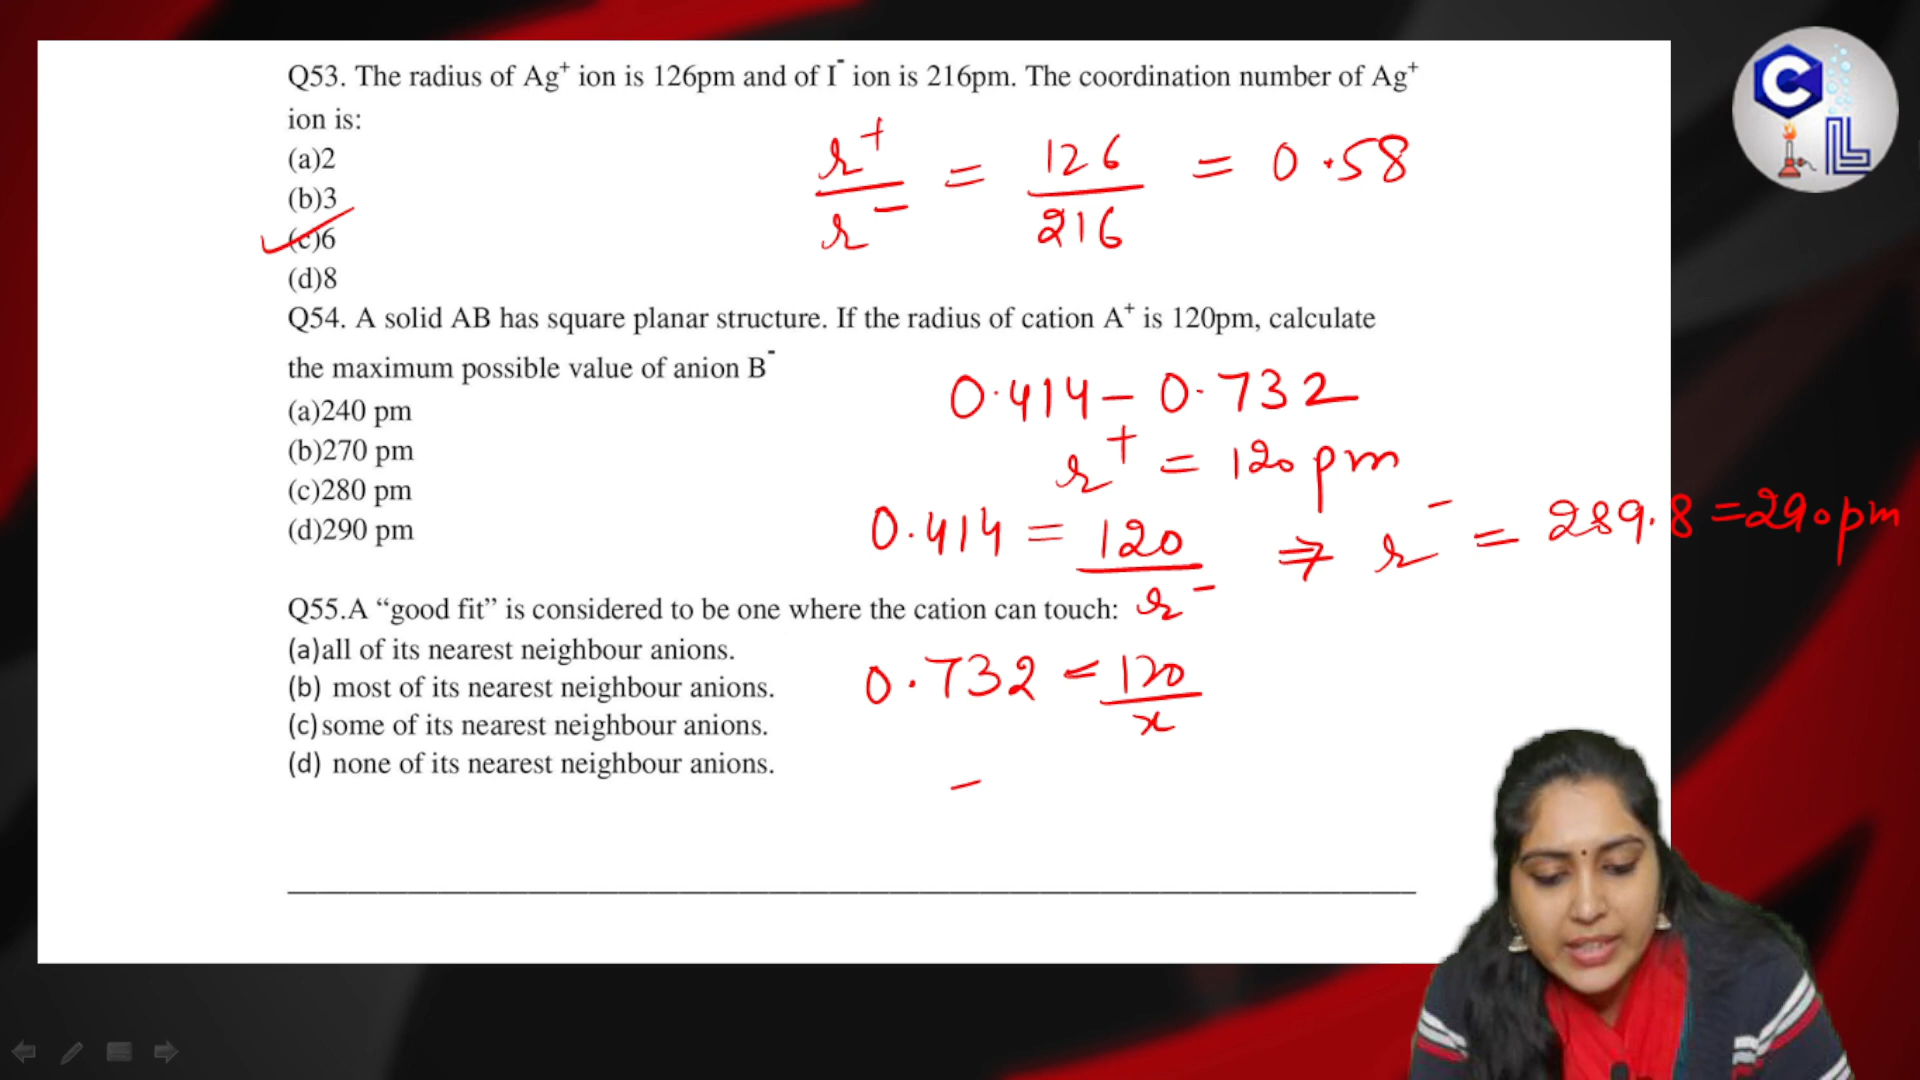 Q53. The radius of Ag⁺ ion is 126pm and of I⁻ ion is 216pm. The coordination number of Ag⁺
ion is:
(a)2
(b)3
(c)6
(d)8
r⁺/r⁻ = 126/216 = 0.58
Q54. A solid AB has square planar structure. If the radius of cation A⁺ is 120pm, calculate
the maximum possible value of anion B⁻
(a)240 pm
(b)270 pm
(c)280 pm
(d)290 pm
0.414 – 0.732
r⁺ = 120 pm
0.414 = 120/r⁻ ⇒ r⁻ = 289.8 = 290pm
Q55.A “good fit” is considered to be one where the cation can touch:
(a)all of its nearest neighbour anions.
(b) most of its nearest neighbour anions.
(c)some of its nearest neighbour anions.
(d) none of its nearest neighbour anions.
0.732 = 120/x
C L